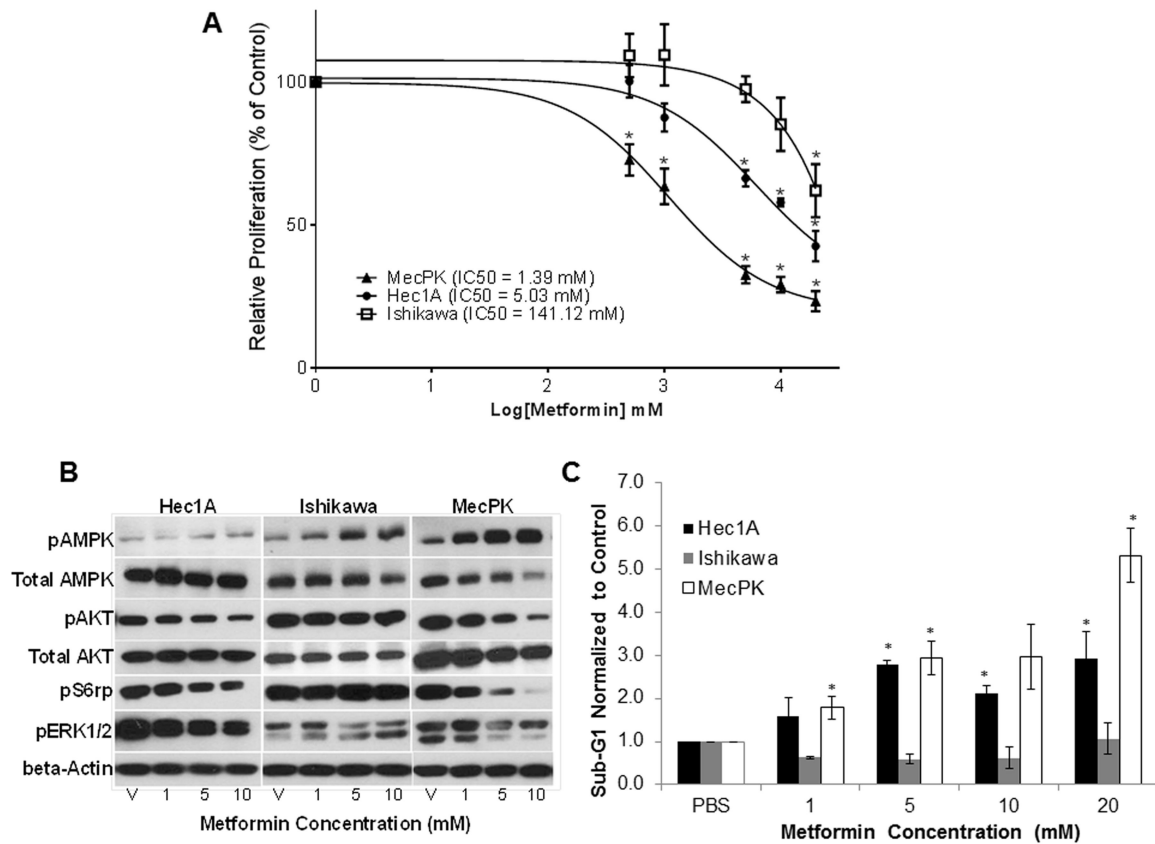 A
Relative Proliferation (% of Control)
100
50
0
* * * * *
* * *
*
MecPK (IC50 = 1.39 mM)
Hec1A (IC50 = 5.03 mM)
Ishikawa (IC50 = 141.12 mM)
0 1 2 3 4
Log[Metformin] mM
B
Hec1A Ishikawa MecPK
pAMPK
Total AMPK
pAKT
Total AKT
pS6rp
pERK1/2
beta-Actin
V 1 5 10 V 1 5 10 V 1 5 10
Metformin Concentration (mM)
C
Sub-G1 Normalized to Control
7.0
6.0
5.0
4.0
3.0
2.0
1.0
0.0
Hec1A
Ishikawa
MecPK
* * * * * *
PBS 1 5 10 20
Metformin Concentration (mM)